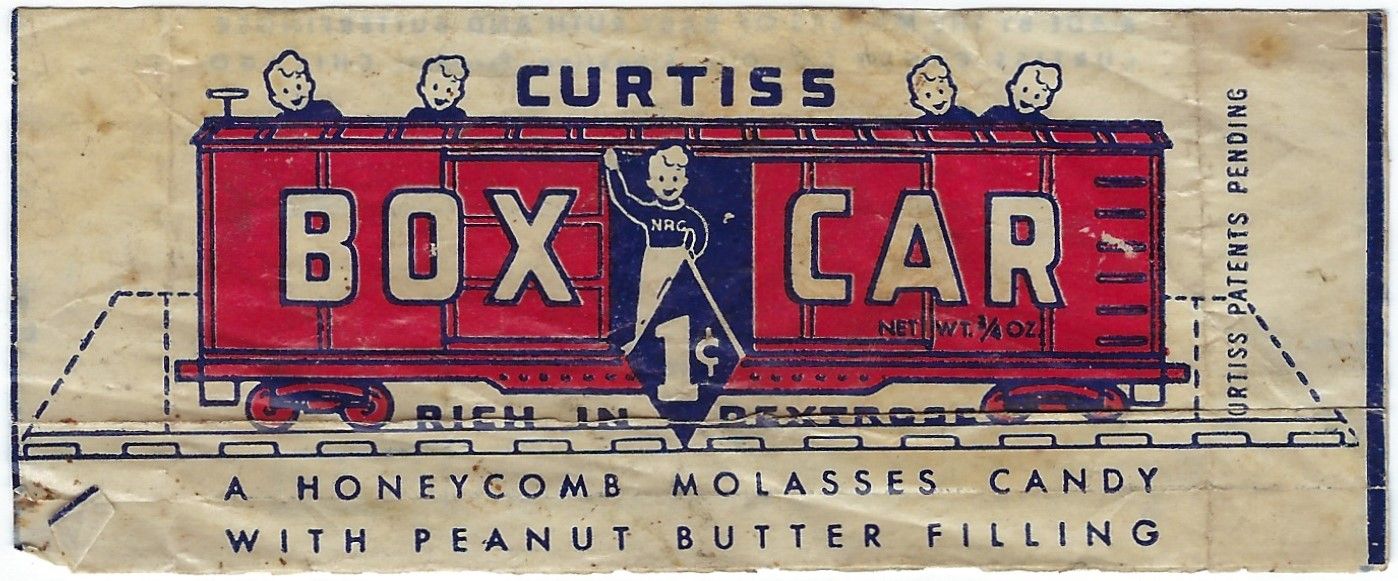 CURTISS
BOX CAR
NRG
NET WT. 3/4 OZ.
1¢
RICH IN DEXTROSE
A HONEYCOMB MOLASSES CANDY
WITH PEANUT BUTTER FILLING
CURTISS PATENTS PENDING